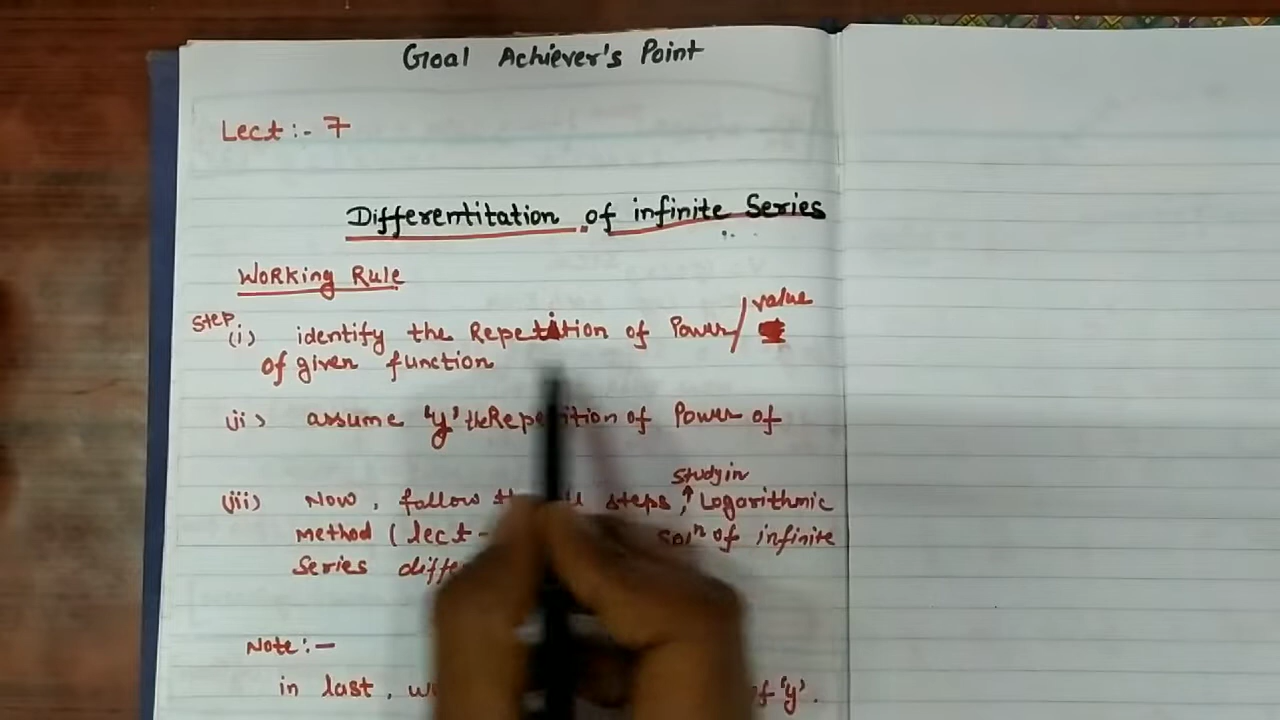 Goal Achiever's Point
Lect :- 7
Differentitation of infinite Series
Working Rule
Step (i) identify the Repetition of Power / value
of given function
(ii) assume 'y' the Repetition of Power of
(iii) Now, follow steps, Study in Logarithmic
method (lect - Solⁿ of infinite
Series
Note :-
in last, of 'y'.